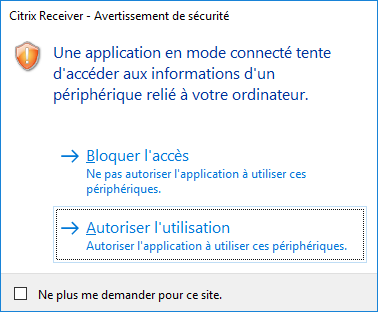 Citrix Receiver - Avertissement de sécurité
Une application en mode connecté tente
d'accéder aux informations d'un
périphérique relié à votre ordinateur.
Bloquer l'accès
Ne pas autoriser l'application à utiliser ces
périphériques.
Autoriser l'utilisation
Autoriser l'application à utiliser ces périphériques.
Ne plus me demander pour ce site.